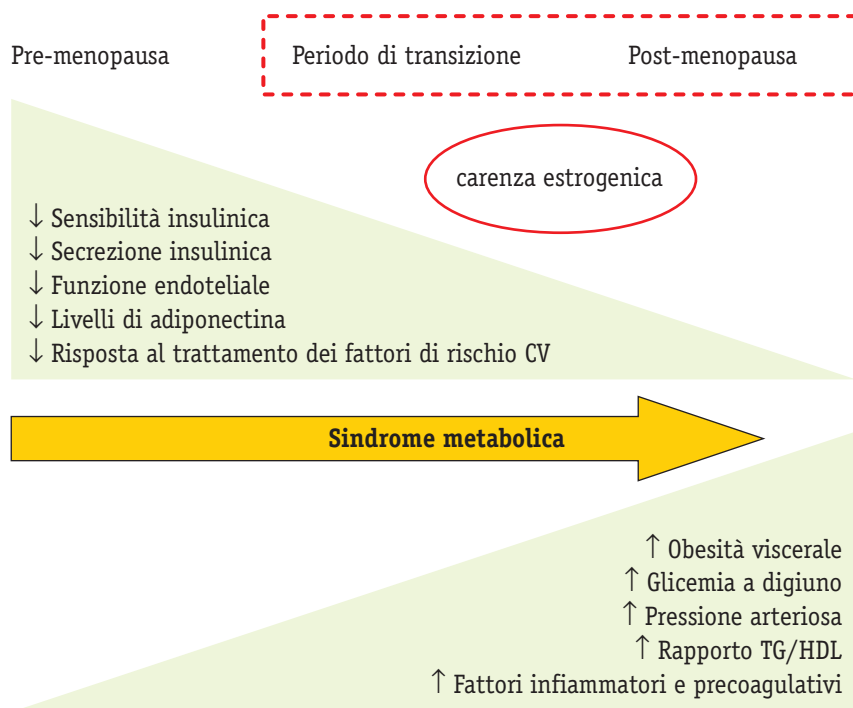 Pre-menopausa Periodo di transizione Post-menopausa
carenza estrogenica
↓ Sensibilità insulinica
↓ Secrezione insulinica
↓ Funzione endoteliale
↓ Livelli di adiponectina
↓ Risposta al trattamento dei fattori di rischio CV
Sindrome metabolica
↑ Obesità viscerale
↑ Glicemia a digiuno
↑ Pressione arteriosa
↑ Rapporto TG/HDL
↑ Fattori infiammatori e precoagulativi